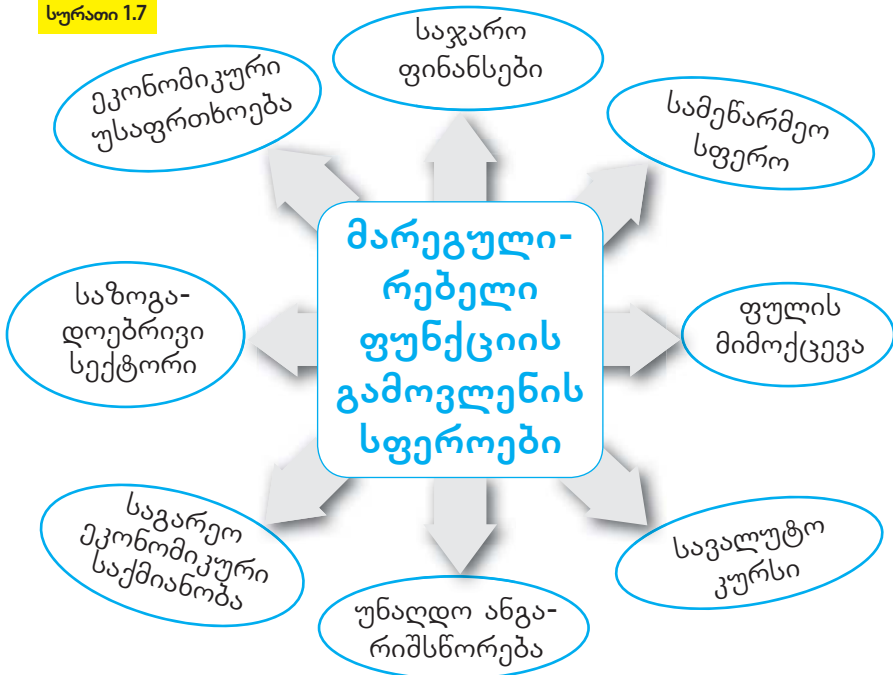 სურათი 1.7
საჯარო
ფინანსები
ეკონომიკური
უსაფრთხოება
სამეწარმეო
სფერო
მარეგული-
რებელი
ფუნქციის
გამოვლენის
სფეროები
საზოგა-
დოებრივი
სექტორი
ფულის
მიმოქცევა
საგარეო
ეკონომიკური
საქმიანობა
სავალუტო
კურსი
უნაღდო ანგა-
რიშსწორება